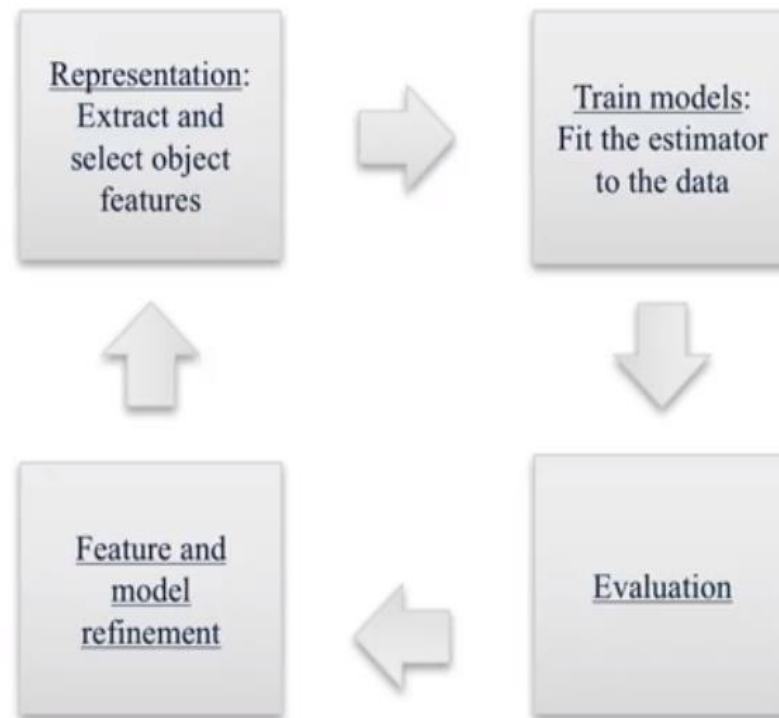 Representation:
Extract and
select object
features
Train models:
Fit the estimator
to the data
Evaluation
Feature and
model
refinement